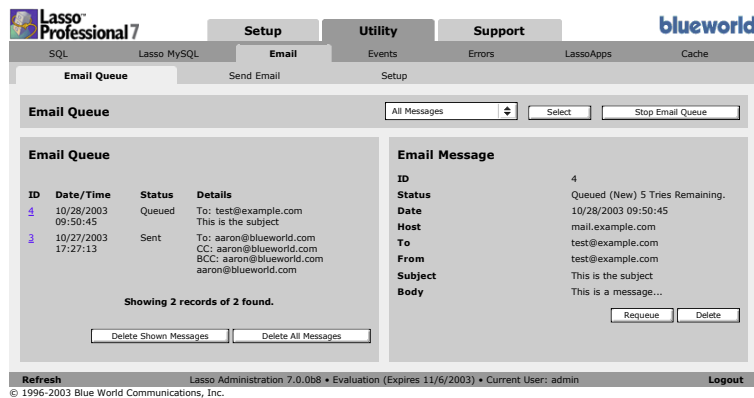 Lasso™
Professional 7
Setup Utility Support
blueworld
SQL Lasso MySQL Email Events Errors LassoApps Cache
Email Queue Send Email Setup
Email Queue All Messages Select Stop Email Queue
Email Queue
ID Date/Time Status Details
4 10/28/2003 Queued To: test@example.com
09:50:45 This is the subject
3 10/27/2003 Sent To: aaron@blueworld.com
17:27:13 CC: aaron@blueworld.com
BCC: aaron@blueworld.com
aaron@blueworld.com
Showing 2 records of 2 found.
Delete Shown Messages Delete All Messages
Email Message
ID 4
Status Queued (New) 5 Tries Remaining.
Date 10/28/2003 09:50:45
Host mail.example.com
To test@example.com
From test@example.com
Subject This is the subject
Body This is a message...
Requeue Delete
Refresh Lasso Administration 7.0.0b8 • Evaluation (Expires 11/6/2003) • Current User: admin Logout
© 1996-2003 Blue World Communications, Inc.